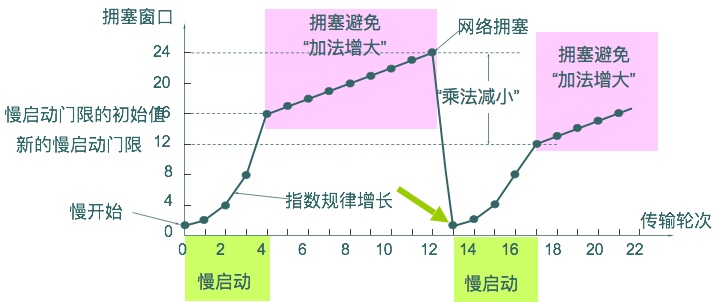 拥塞窗口
拥塞避免
“加法增大”
网络拥塞
拥塞避免
“加法增大”
24
20
“乘法减小”
慢启动门限的初始值
16
新的慢启动门限
12
8
4
慢开始
指数规律增长
0
传输轮次
0 2 4 6 8 10 12 14 16 18 20 22
慢启动
慢启动